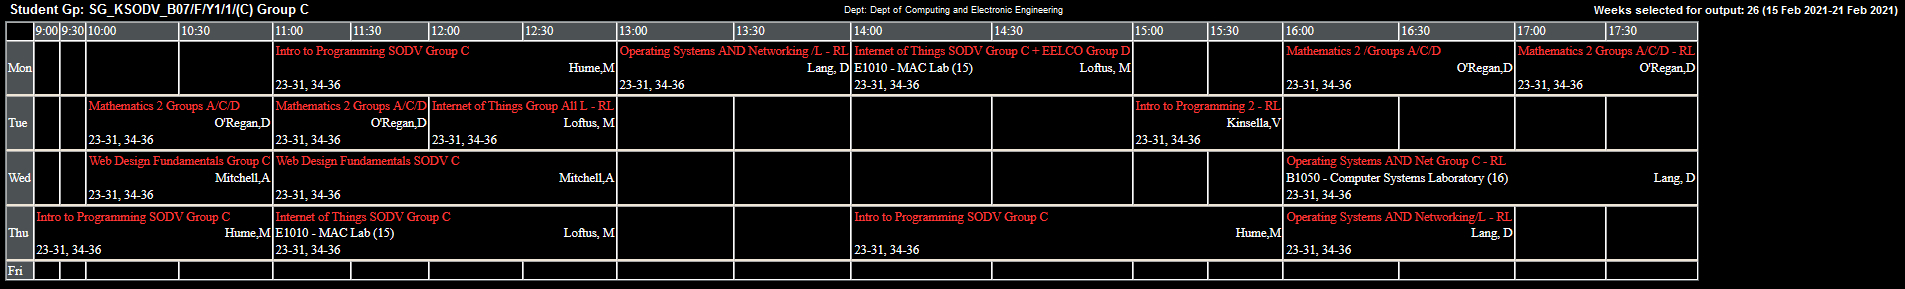 Student Gp: SG_KSODV_B07/F/Y1/1/(C) Group C
Dept: Dept of Computing and Electronic Engineering
Weeks selected for output: 26 (15 Feb 2021-21 Feb 2021)
9:00 9:30 10:00 10:30 11:00 11:30 12:00 12:30 13:00 13:30 14:00 14:30 15:00 15:30 16:00 16:30 17:00 17:30
Mon
Intro to Programming SODV Group C
Hume,M
23-31, 34-36
Operating Systems AND Networking /L - RL
Lang, D
23-31, 34-36
Internet of Things SODV Group C + EELCO Group D
E1010 - MAC Lab (15) Loftus, M
23-31, 34-36
Mathematics 2 /Groups A/C/D
O'Regan,D
23-31, 34-36
Mathematics 2 Groups A/C/D - RL
O'Regan,D
23-31, 34-36
Tue
Mathematics 2 Groups A/C/D
O'Regan,D
23-31, 34-36
Mathematics 2 Groups A/C/D
O'Regan,D
23-31, 34-36
Internet of Things Group All L - RL
Loftus, M
23-31, 34-36
Intro to Programming 2 - RL
Kinsella,V
23-31, 34-36
Wed
Web Design Fundamentals Group C
Mitchell,A
23-31, 34-36
Web Design Fundamentals SODV C
Mitchell,A
23-31, 34-36
Operating Systems AND Net Group C - RL
B1050 - Computer Systems Laboratory (16) Lang, D
23-31, 34-36
Thu
Intro to Programming SODV Group C
Hume,M
23-31, 34-36
Internet of Things SODV Group C
E1010 - MAC Lab (15) Loftus, M
23-31, 34-36
Intro to Programming SODV Group C
Hume,M
23-31, 34-36
Operating Systems AND Networking/L - RL
Lang, D
23-31, 34-36
Fri